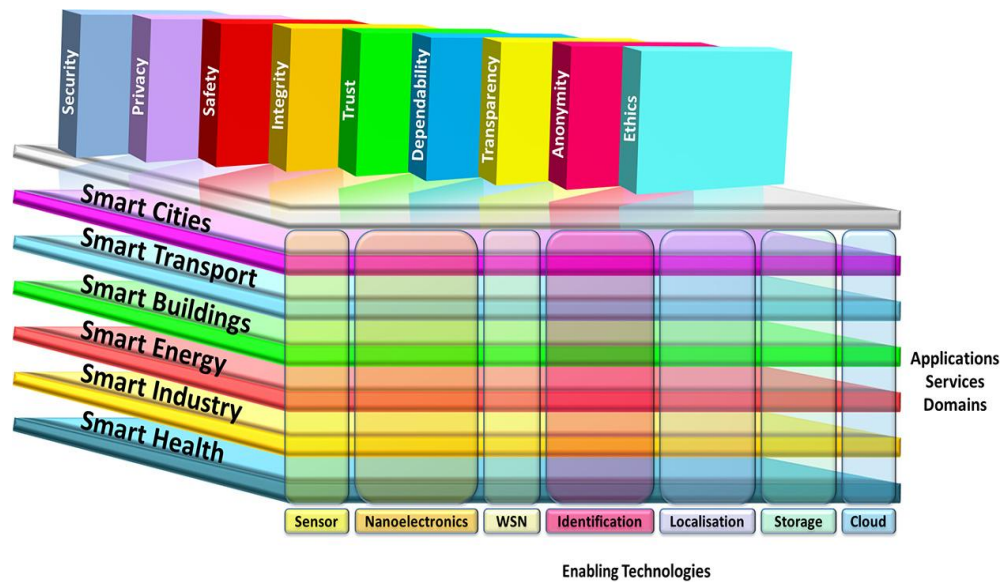 Security
Privacy
Safety
Integrity
Trust
Dependability
Transparency
Anonymity
Ethics
Smart Cities
Smart Transport
Smart Buildings
Smart Energy
Smart Industry
Smart Health
Applications
Services
Domains
Sensor
Nanoelectronics
WSN
Identification
Localisation
Storage
Cloud
Enabling Technologies